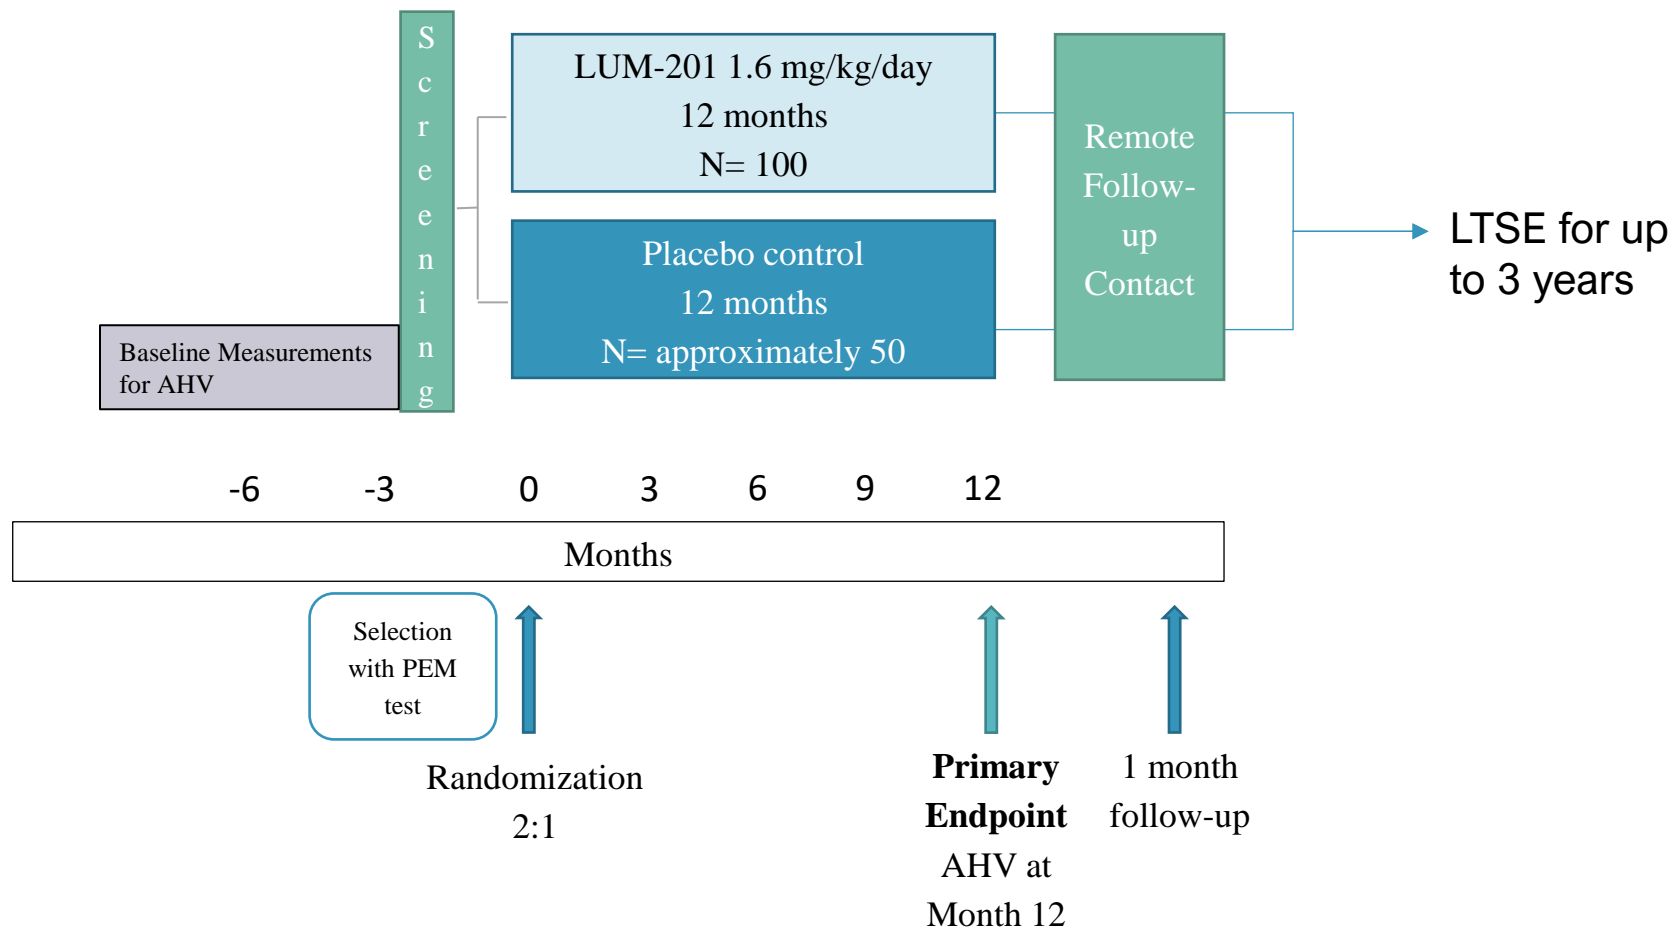 Screening
LUM-201 1.6 mg/kg/day
12 months
N= 100
Placebo control
12 months
N= approximately 50
Remote
Follow-
up
Contact
LTSE for up
to 3 years
Baseline Measurements
for AHV
-6 -3 0 3 6 9 12
Months
Selection
with PEM
test
Randomization
2:1
Primary
Endpoint
AHV at
Month 12
1 month
follow-up